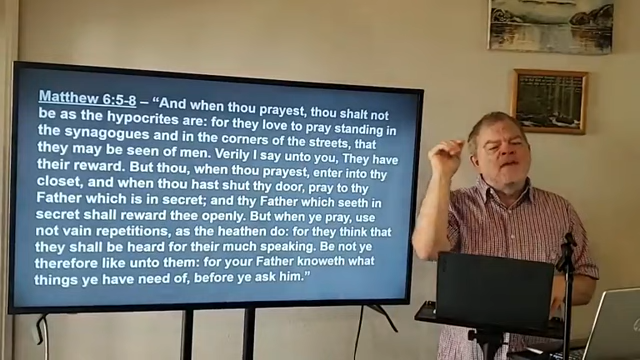 Matthew 6:5-8 – “And when thou prayest, thou shalt not
be as the hypocrites are: for they love to pray standing in
the synagogues and in the corners of the streets, that
they may be seen of men. Verily I say unto you, They have
their reward. But thou, when thou prayest, enter into thy
closet, and when thou hast shut thy door, pray to thy
Father which is in secret; and thy Father which seeth in
secret shall reward thee openly. But when ye pray, use
not vain repetitions, as the heathen do: for they think that
they shall be heard for their much speaking. Be not ye
therefore like unto them: for your Father knoweth what
things ye have need of, before ye ask him.”